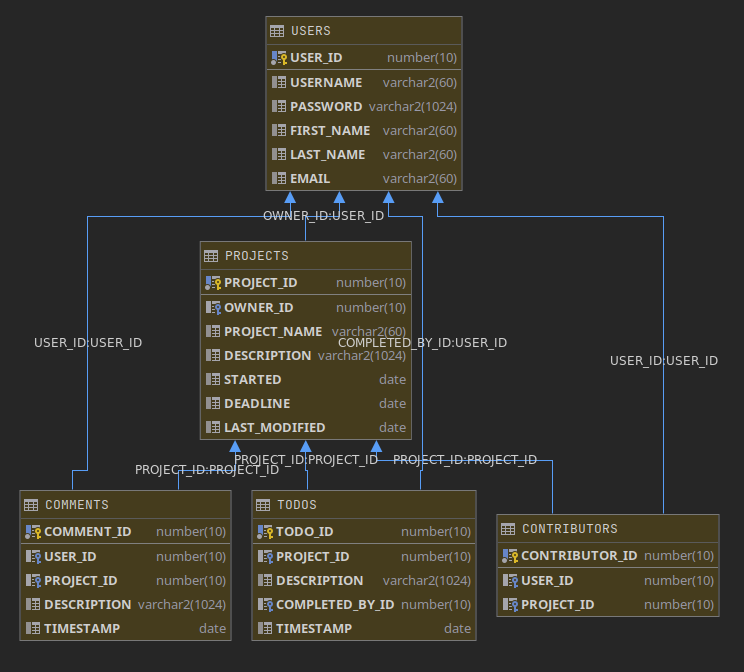 USERS
USER_ID number(10)
USERNAME varchar2(60)
PASSWORD varchar2(1024)
FIRST_NAME varchar2(60)
LAST_NAME varchar2(60)
EMAIL varchar2(60)
OWNER_ID:USER_ID
PROJECTS
PROJECT_ID number(10)
OWNER_ID number(10)
PROJECT_NAME varchar2(60)
DESCRIPTION varchar2(1024)
STARTED date
DEADLINE date
LAST_MODIFIED date
USER_ID:USER_ID
COMPLETED_BY_ID:USER_ID
USER_ID:USER_ID
PROJECT_ID:PROJECT_ID
PROJECT_ID:PROJECT_ID
PROJECT_ID:PROJECT_ID
COMMENTS
COMMENT_ID number(10)
USER_ID number(10)
PROJECT_ID number(10)
DESCRIPTION varchar2(1024)
TIMESTAMP date
TODOS
TODO_ID number(10)
PROJECT_ID number(10)
DESCRIPTION varchar2(1024)
COMPLETED_BY_ID number(10)
TIMESTAMP date
CONTRIBUTORS
CONTRIBUTOR_ID number(10)
USER_ID number(10)
PROJECT_ID number(10)